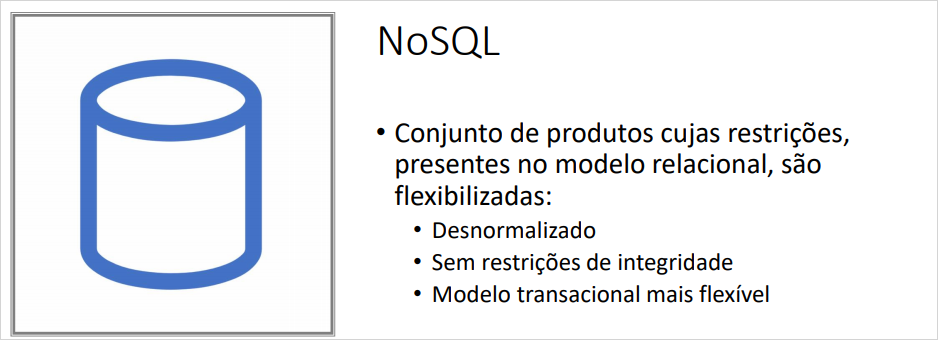 NoSQL
• Conjunto de produtos cujas restrições,
presentes no modelo relacional, são
flexibilizadas:
• Desnormalizado
• Sem restrições de integridade
• Modelo transacional mais flexível